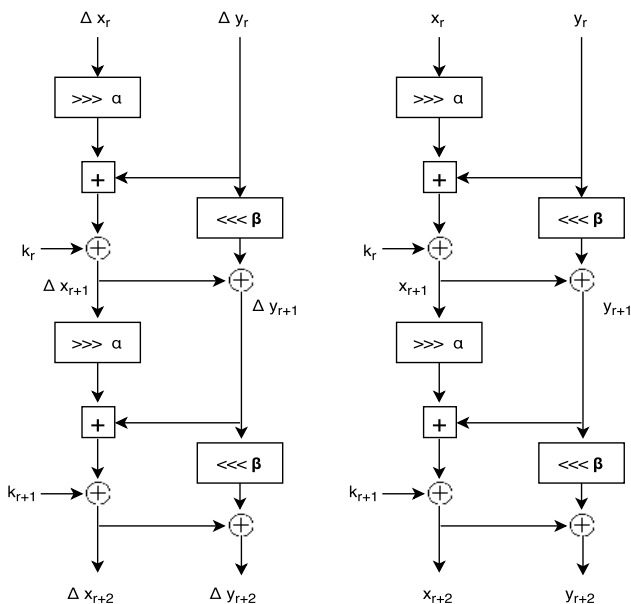 Δ x_r Δ y_r x_r y_r
>>> α >>> α
+ +
<<< β <<< β
k_r k_r
Δ x_{r+1} x_{r+1}
Δ y_{r+1} y_{r+1}
>>> α >>> α
+ +
<<< β <<< β
k_{r+1} k_{r+1}
Δ x_{r+2} Δ y_{r+2} x_{r+2} y_{r+2}